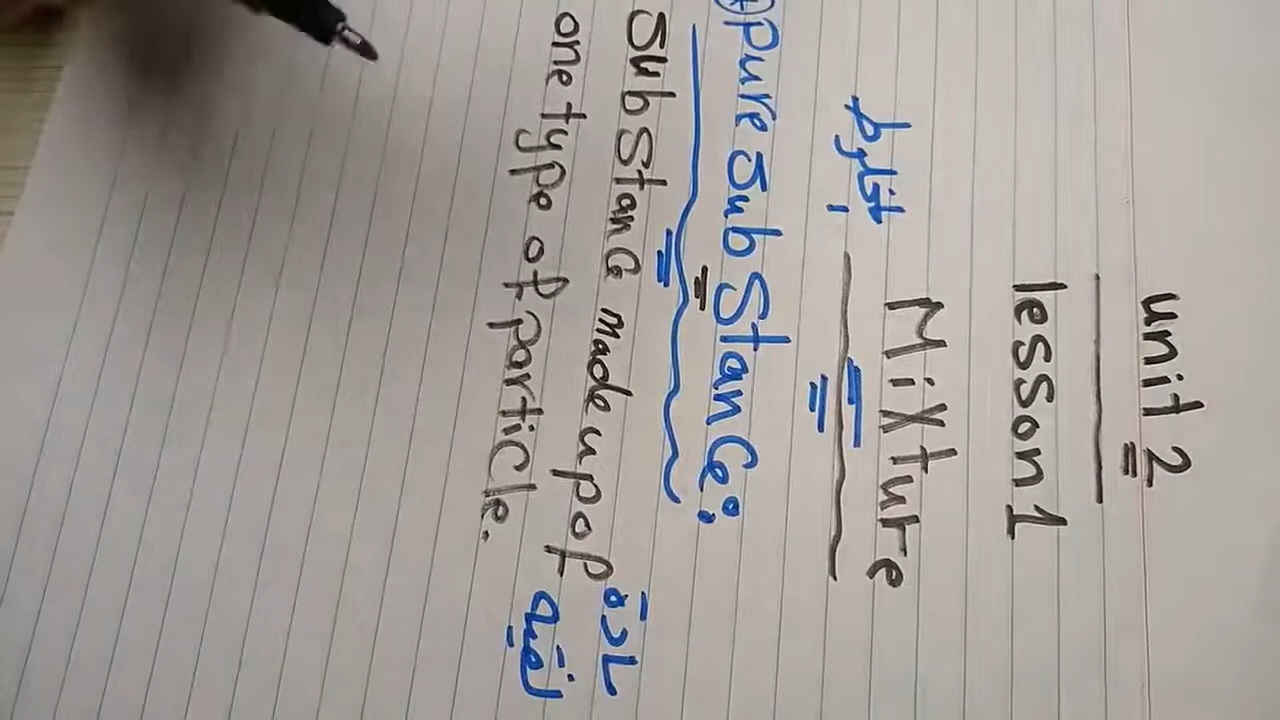 unit 2
lesson 1
Mixture مخلوط
pure Substance:
Substance made up of مادة
one type of particle. نقية